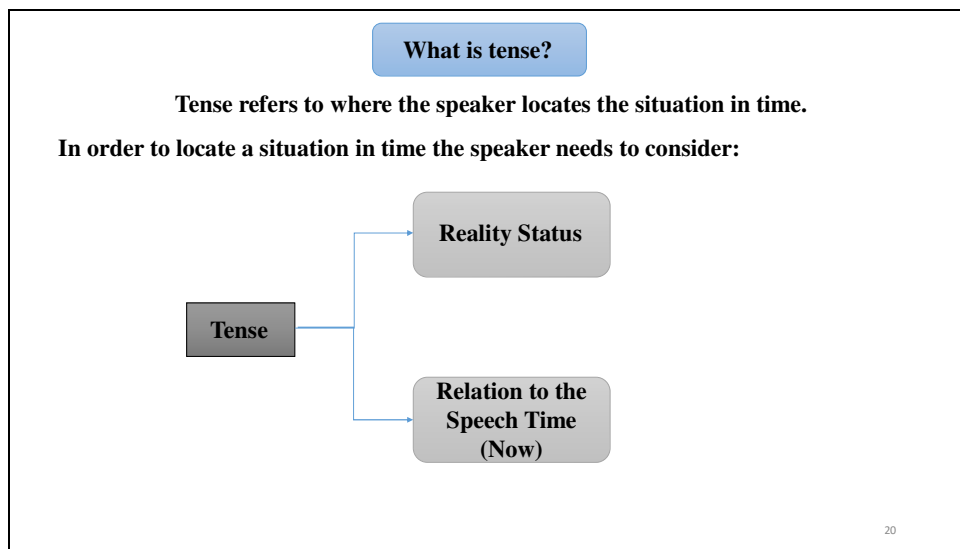 What is tense?
Tense refers to where the speaker locates the situation in time.
In order to locate a situation in time the speaker needs to consider:
Reality Status
Tense
Relation to the
Speech Time
(Now)
20